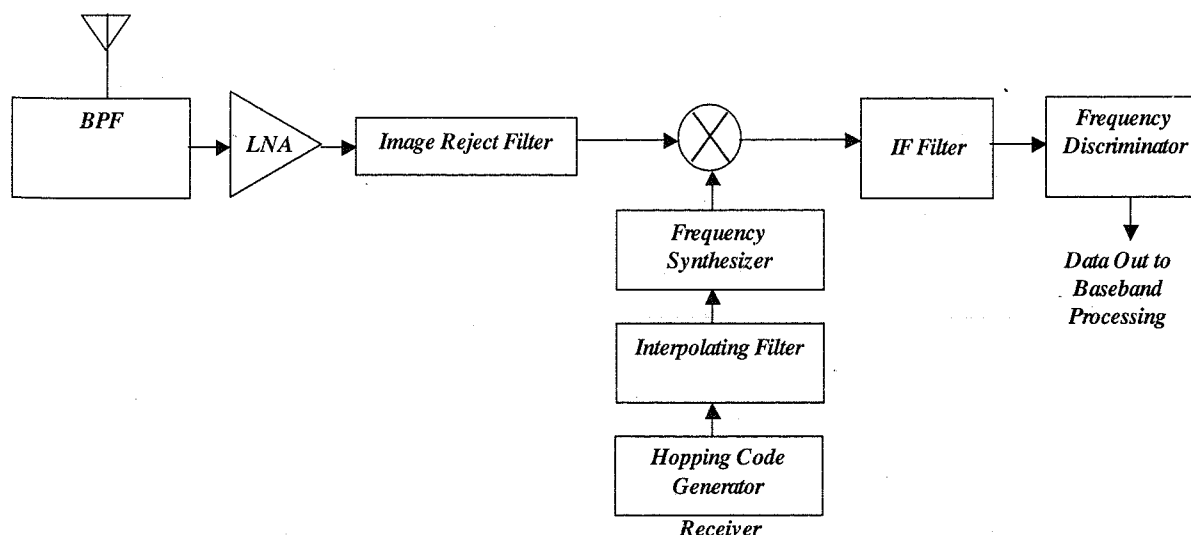 BPF
LNA
Image Reject Filter
IF Filter
Frequency
Discriminator
Frequency
Synthesizer
Data Out to
Baseband
Processing
Interpolating Filter
Hopping Code
Generator
Receiver